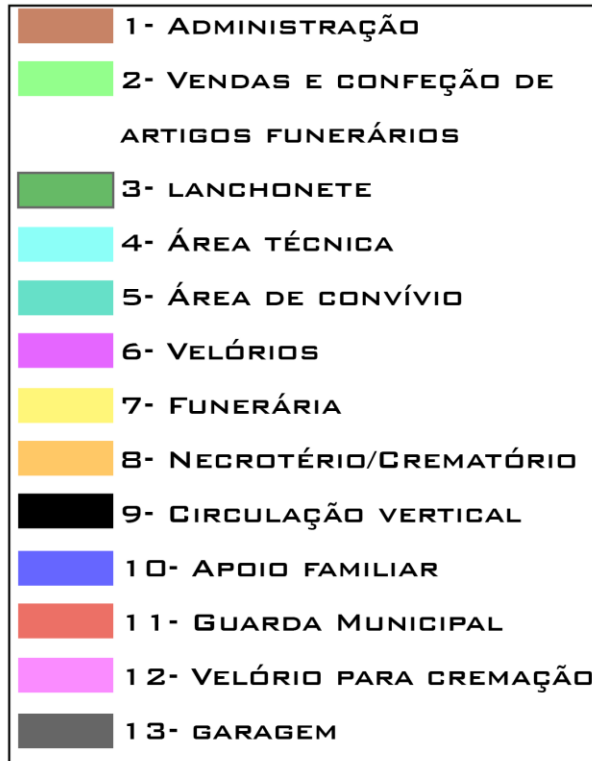 1- Administração
2- Vendas e confeção de
artigos funerários
3- lanchonete
4- Área técnica
5- Área de convívio
6- Velórios
7- Funerária
8- Necrotério/Crematório
9- Circulação vertical
10- Apoio familiar
11- Guarda Municipal
12- Velório para cremação
13- garagem